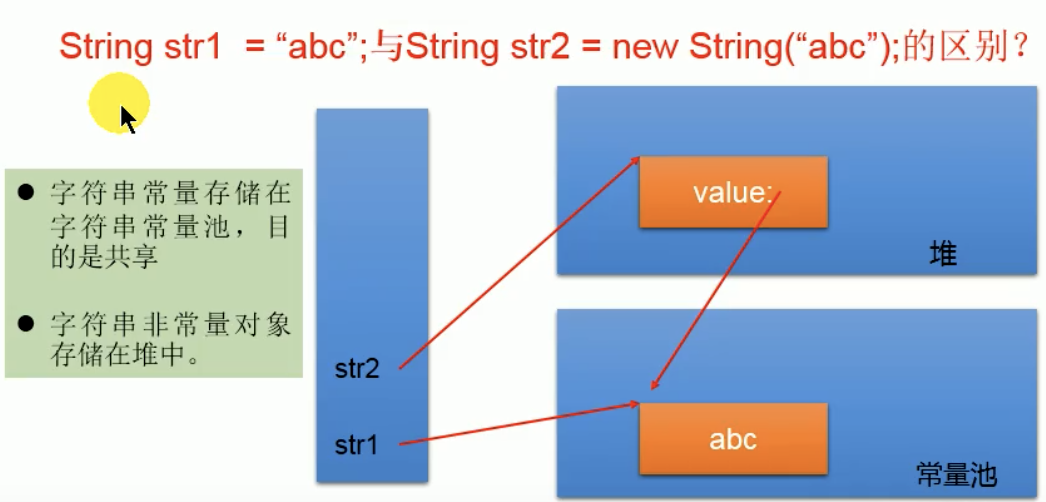 String str1  = “abc”;与String str2 = new String(“abc”);的区别？
● 字符串常量存储在
字符串常量池，目
的是共享
● 字符串非常量对象
存储在堆中。
str2
str1
value:
堆
abc
常量池